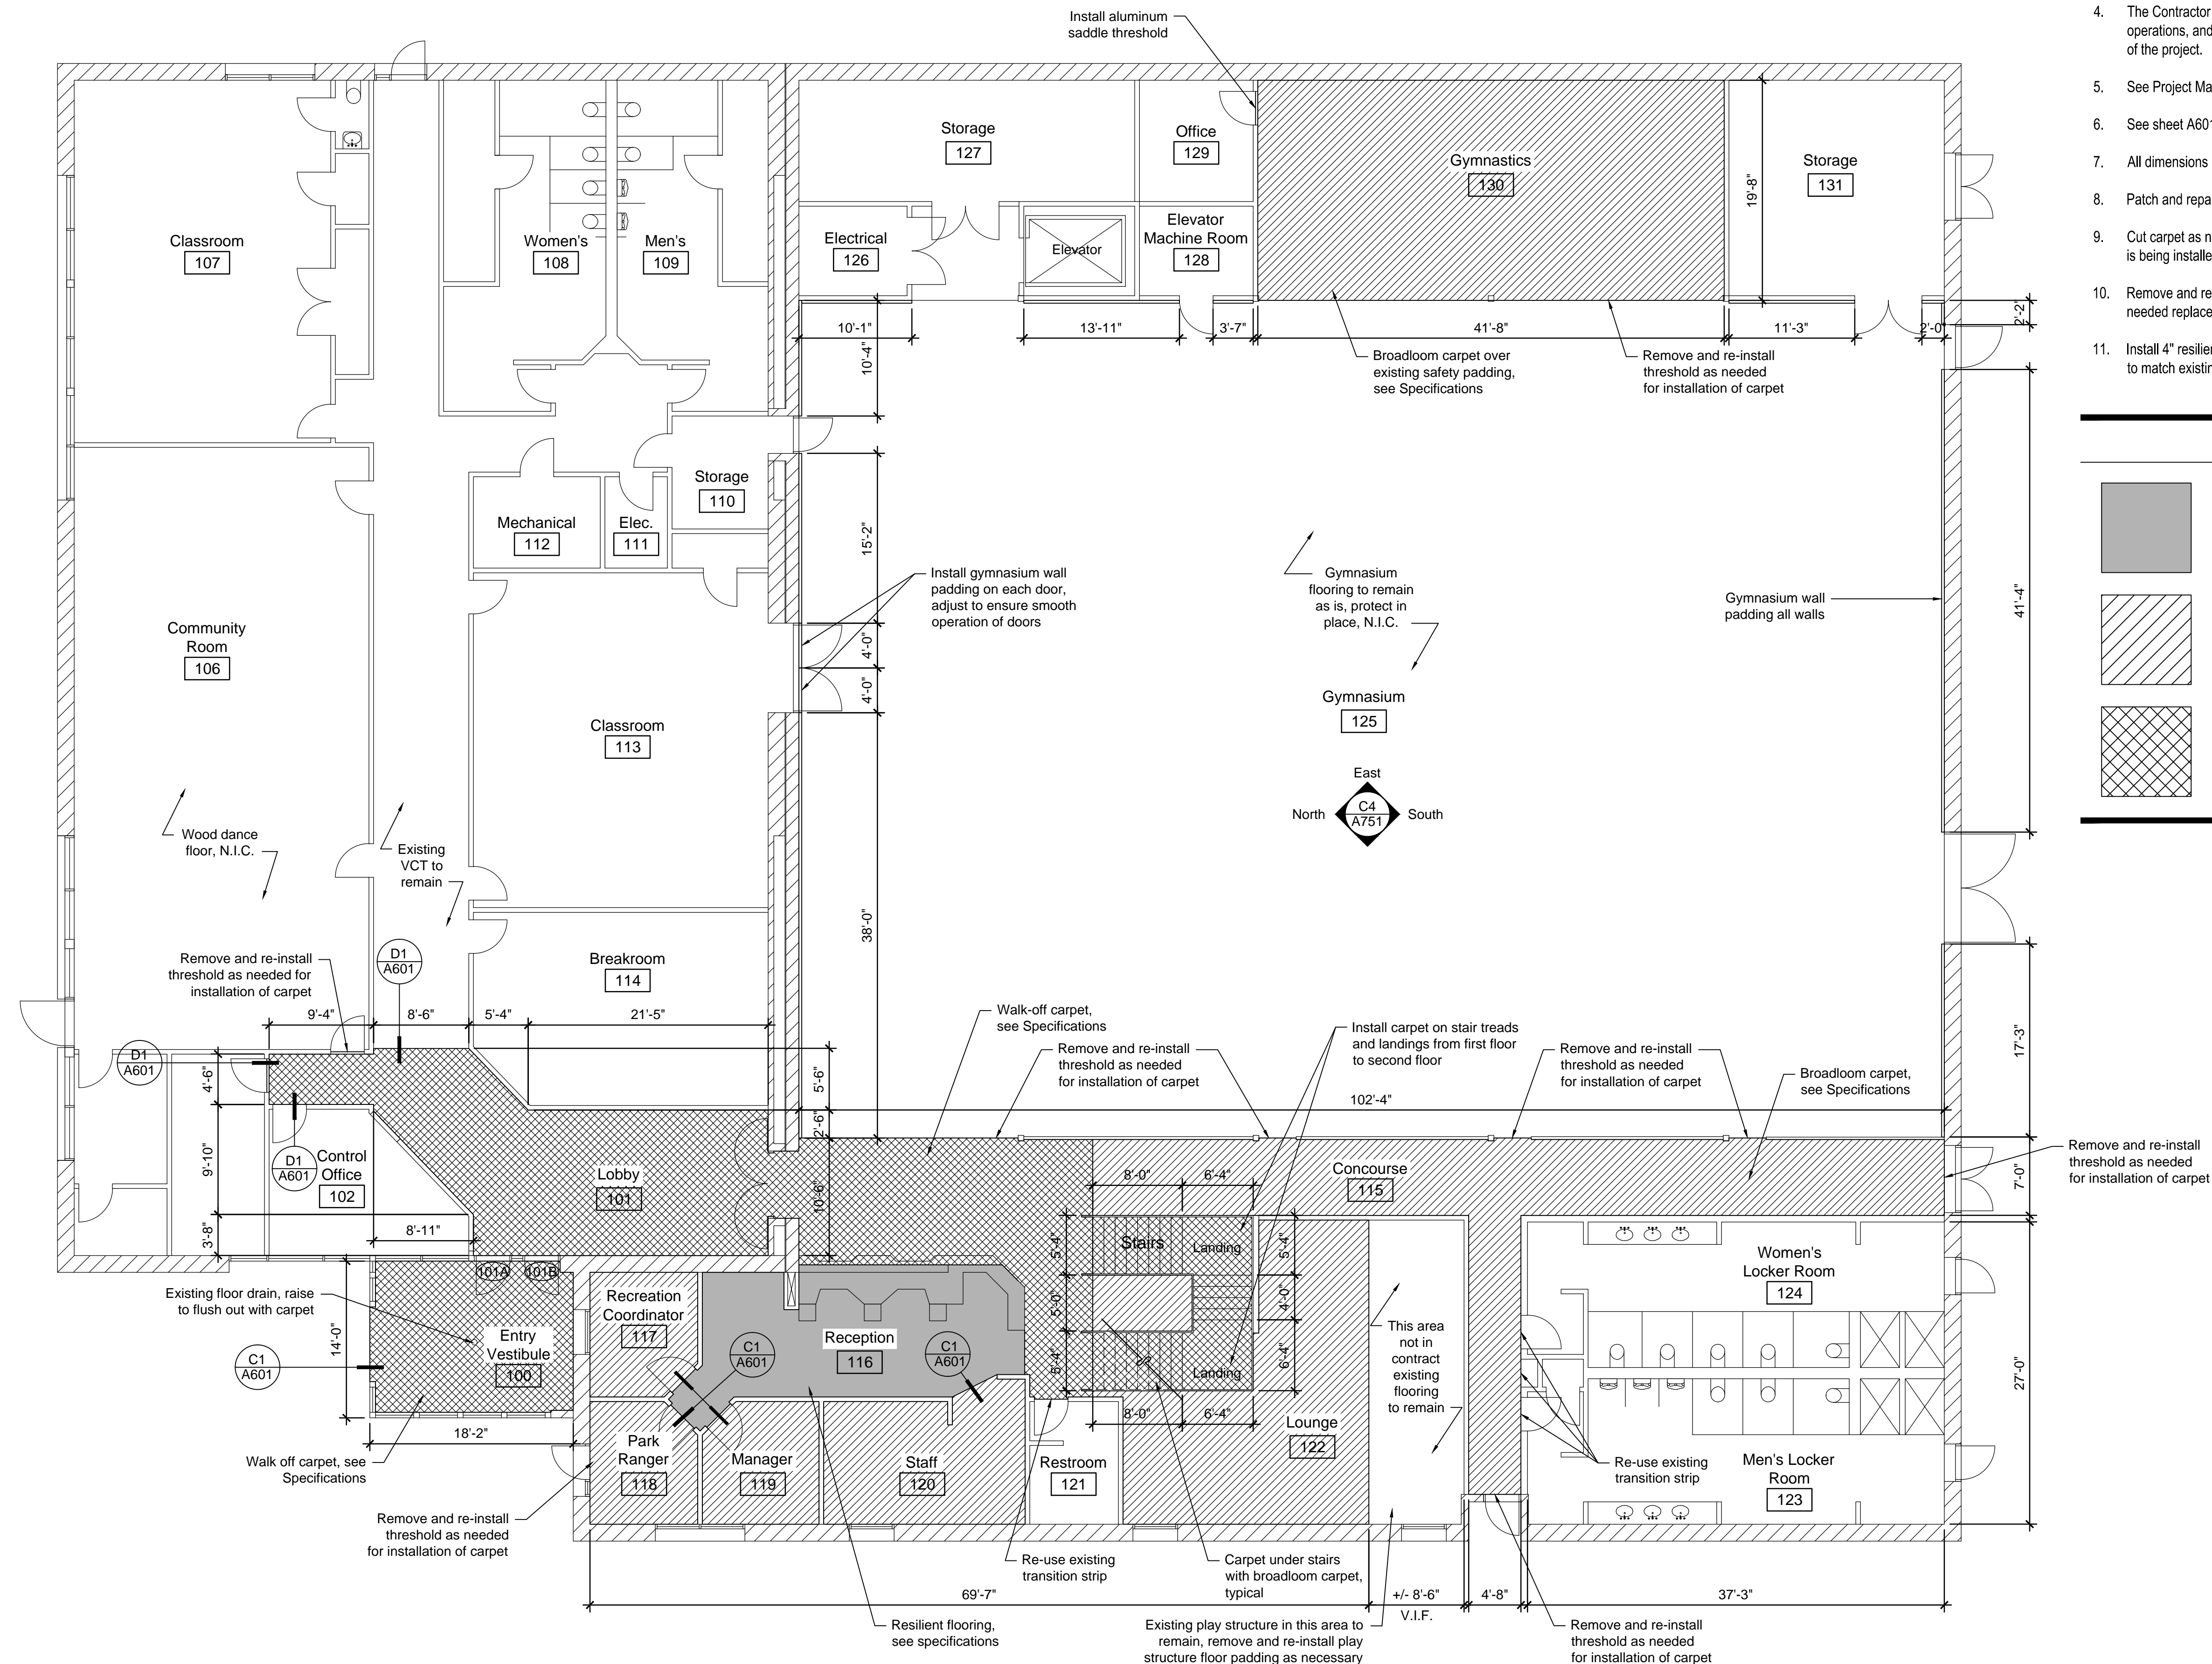 Install aluminum
saddle threshold
Classroom
107
Women's
108
Men's
109
Storage
127
Office
129
Gymnastics
130
Storage
131
19'-8"
Electrical
126
Elevator
Elevator
Machine Room
128
10'-1"
13'-11"
3'-7"
41'-8"
11'-3"
2'-0"
2'-2"
10'-4"
Broadloom carpet over
existing safety padding,
see Specifications
Remove and re-install
threshold as needed
for installation of carpet
Storage
110
Mechanical
112
Elec.
111
15'-2"
Install gymnasium wall
padding on each door,
adjust to ensure smooth
operation of doors
Gymnasium
flooring to remain
as is, protect in
place, N.I.C.
Gymnasium wall
padding all walls
41'-4"
Community
Room
106
4'-0"
4'-0"
Classroom
113
Gymnasium
125
East
North
C4
A751
South
Wood dance
floor, N.I.C.
Existing
VCT to
remain
38'-0"
Remove and re-install
threshold as needed for
installation of carpet
D1
A601
Breakroom
114
9'-4"
8'-6"
5'-4"
21'-5"
Walk-off carpet,
see Specifications
Remove and re-install
threshold as needed
for installation of carpet
Install carpet on stair treads
and landings from first floor
to second floor
Remove and re-install
threshold as needed
for installation of carpet
Broadloom carpet,
see Specifications
17'-3"
D1
A601
4'-6"
5'-6"
2'-6"
102'-4"
9'-10"
D1
A601
Control
Office
102
Lobby
101
10'-6"
8'-0"
6'-4"
Concourse
115
7'-0"
Remove and re-install
threshold as needed
for installation of carpet
3'-8"
8'-11"
5'-4"
Stairs
Landing
5'-4"
Women's
Locker Room
124
101A
101B
Existing floor drain, raise
to flush out with carpet
14'-0"
Entry
Vestibule
100
C1
A601
Recreation
Coordinator
117
C1
A601
Reception
116
C1
A601
5'-0"
4'-0"
5'-4"
6'-4"
Landing
This area
not in
contract
existing
flooring
to remain
27'-0"
18'-2"
Walk off carpet, see
Specifications
Park
Ranger
118
Manager
119
Staff
120
Restroom
121
8'-0"
6'-4"
Lounge
122
Re-use existing
transition strip
Men's Locker
Room
123
Remove and re-install
threshold as needed
for installation of carpet
Re-use existing
transition strip
Carpet under stairs
with broadloom carpet,
typical
69'-7"
+/- 8'-6"
V.I.F.
4'-8"
37'-3"
Resilient flooring,
see specifications
Existing play structure in this area to
remain, remove and re-install play
structure floor padding as necessary
Remove and re-install
threshold as needed
for installation of carpet
4. The Contractor
operations, and
of the project.
5. See Project Ma
6. See sheet A601
7. All dimensions
8. Patch and repa
9. Cut carpet as n
is being installe
10. Remove and re
needed replace
11. Install 4" resilien
to match existin